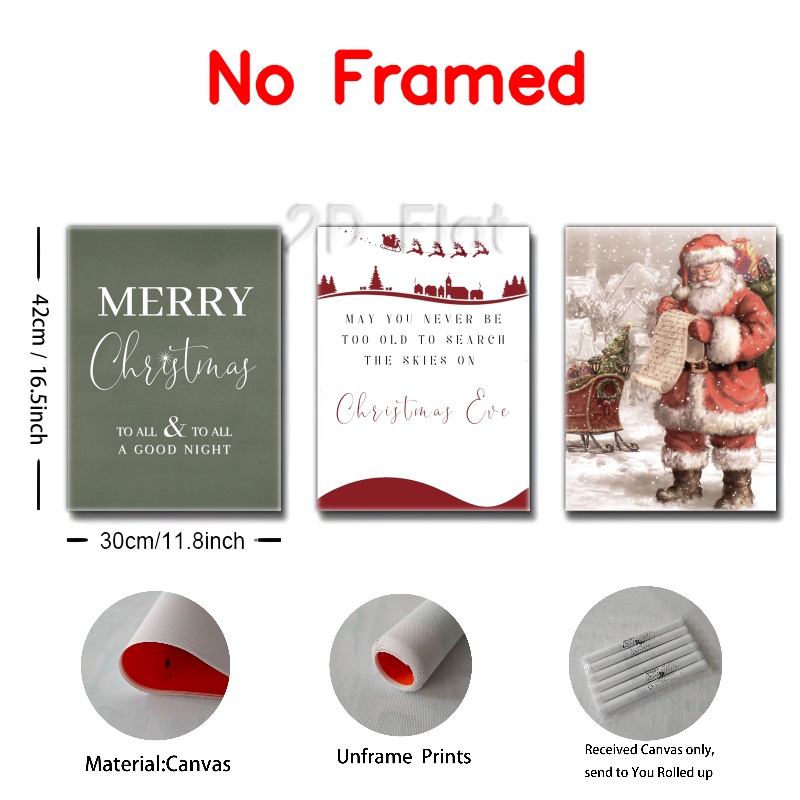 No Framed
2D Flat
42cm / 16.5inch
MERRY
Christmas
TO ALL & TO ALL
A GOOD NIGHT
MAY YOU NEVER BE
TOO OLD TO SEARCH
THE SKIES ON
Christmas Eve
30cm/11.8inch
Material:Canvas
Unframe Prints
Received Canvas only,
send to You Rolled up